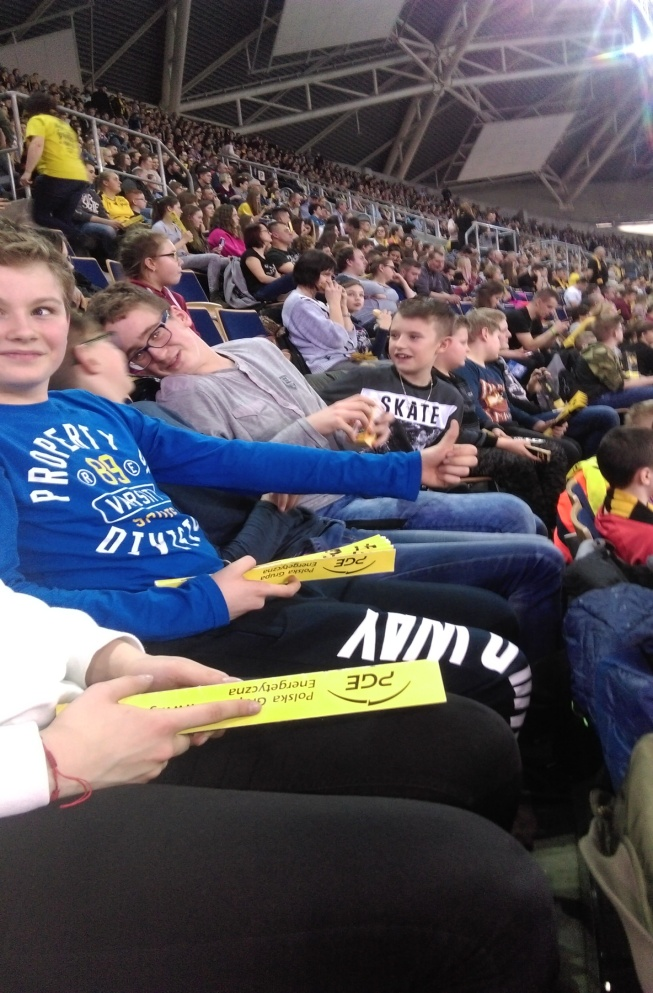 SKATE
PROPERTY
R 89 E
VARSITY
DIVISION
PGE
Polska Grupa
Energetyczna
WAY
PGE
Polska Grupa
Energetyczna